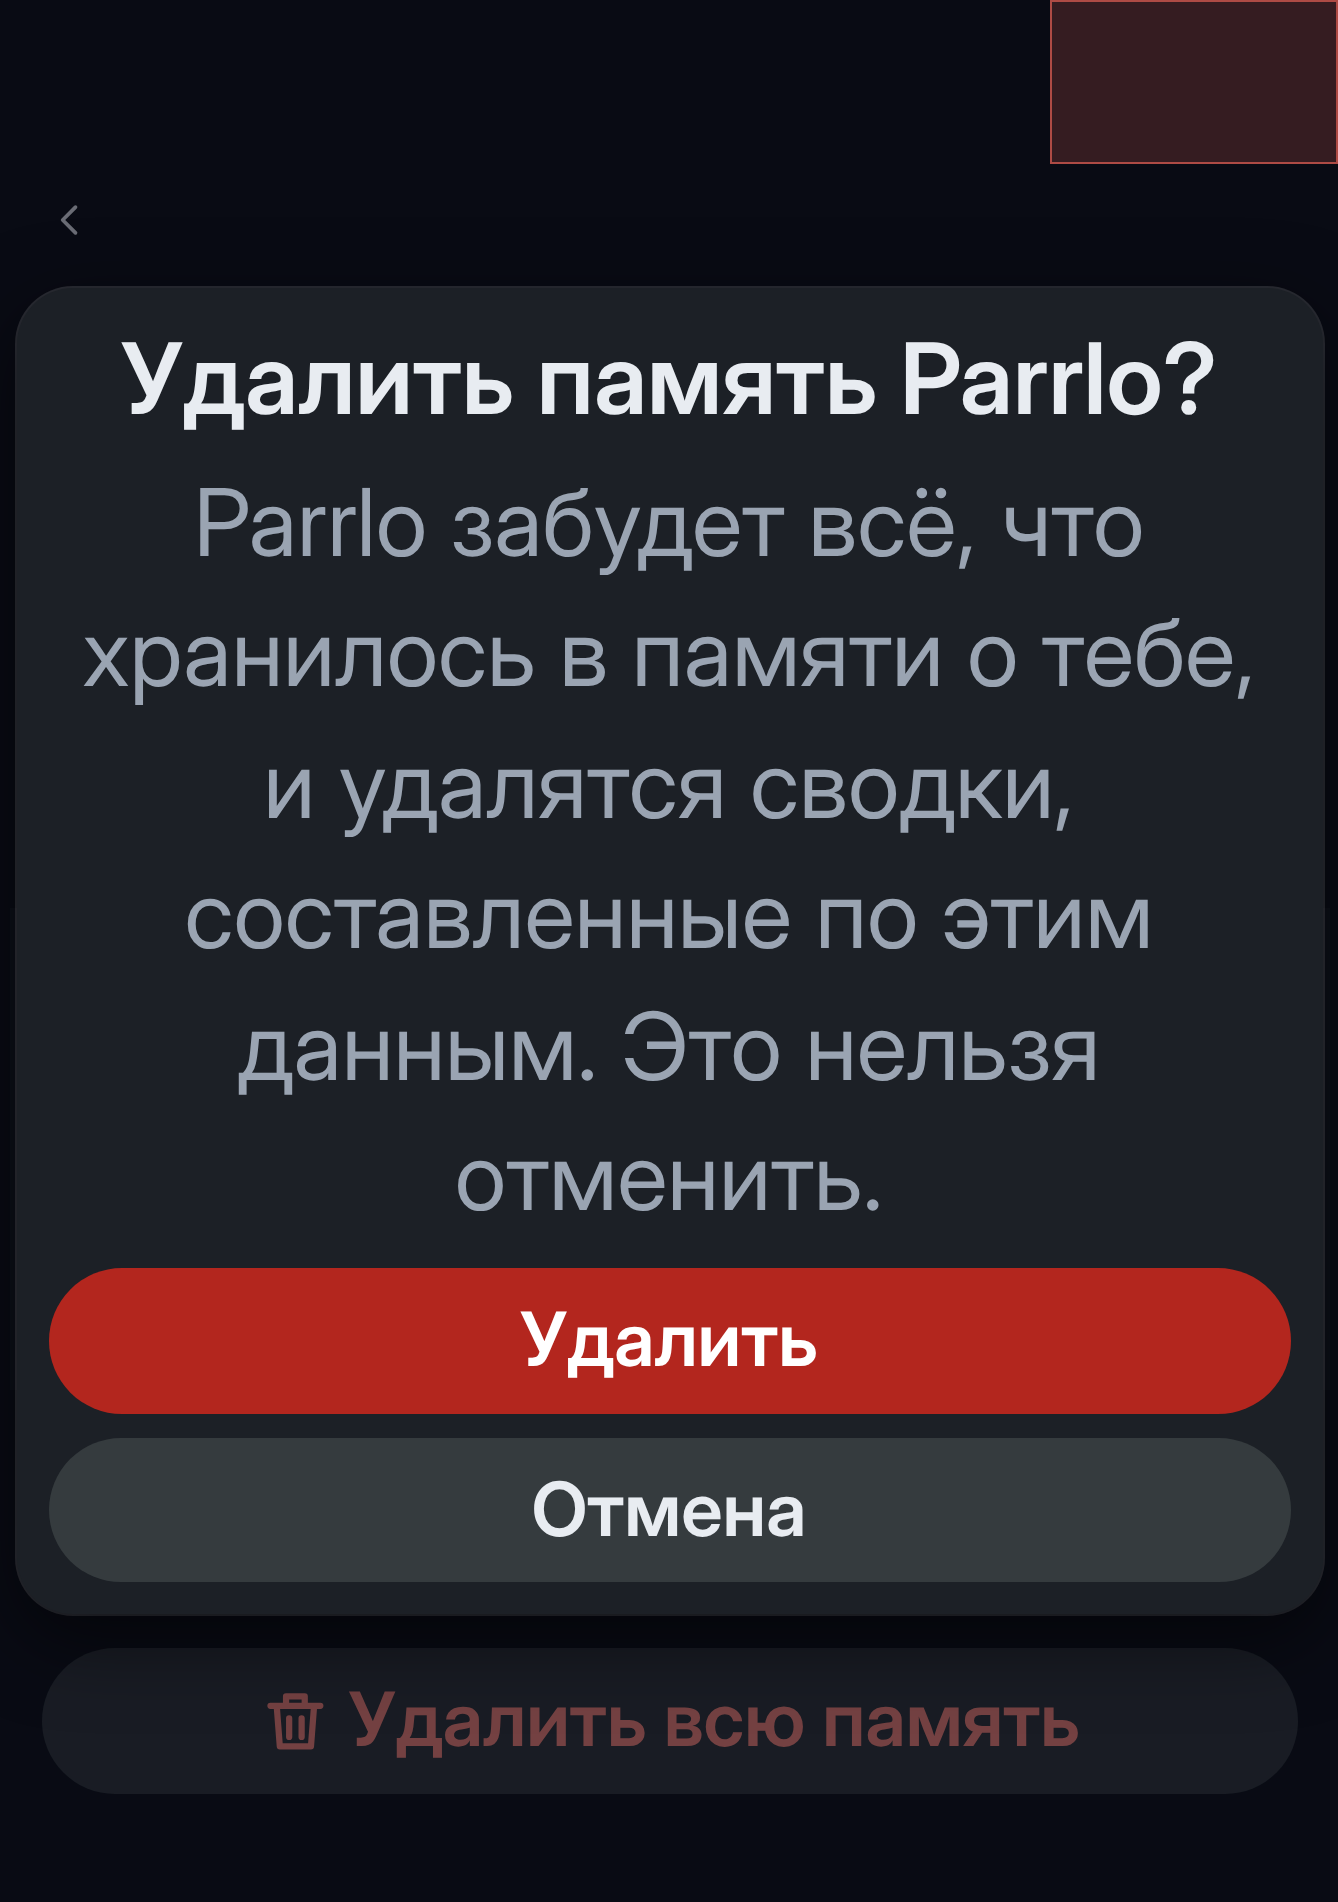 Удалить память Parrlo?
Parrlo забудет всё, что
хранилось в памяти о тебе,
и удалятся сводки,
составленные по этим
данным. Это нельзя
отменить.
Удалить
Отмена
Удалить всю память